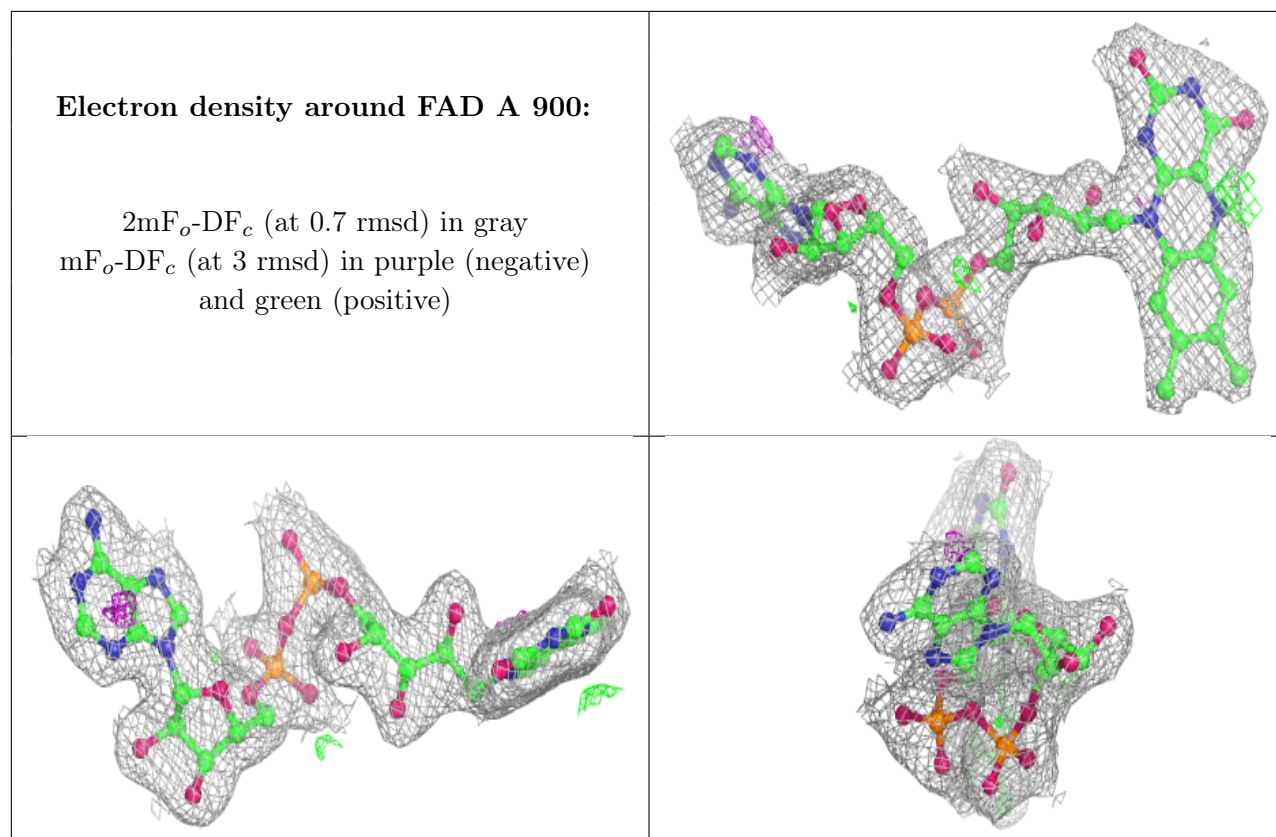 Electron density around FAD A 900:
2mFo-DFc (at 0.7 rmsd) in gray
mFo-DFc (at 3 rmsd) in purple (negative)
and green (positive)